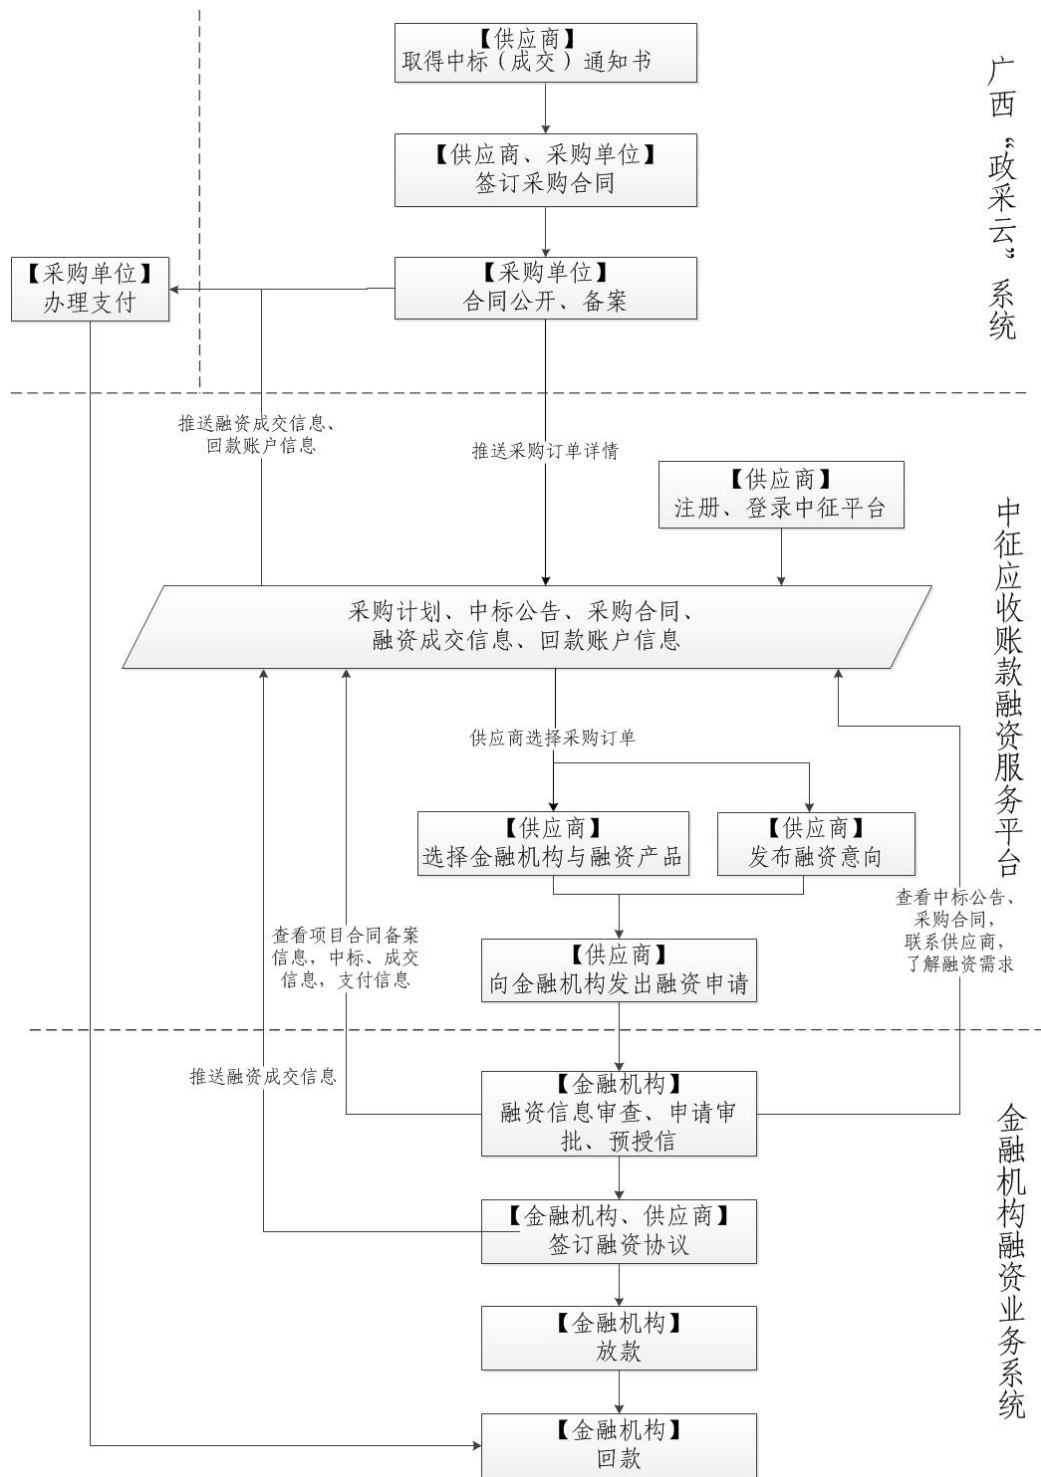 【供应商】
取得中标（成交）通知书
【供应商、采购单位】
签订采购合同
【采购单位】
合同公开、备案
【采购单位】
办理支付
广西“政采云”系统
推送融资成交信息、
回款账户信息
推送采购订单详情
【供应商】
注册、登录中征平台
采购计划、中标公告、采购合同、
融资成交信息、回款账户信息
供应商选择采购订单
【供应商】
选择金融机构与融资产品
【供应商】
发布融资意向
中征应收账款融资服务平台
查看项目合同备案
信息，中标、成交
信息，支付信息
查看中标公告、
采购合同，
联系供应商，
了解融资需求
【供应商】
向金融机构发出融资申请
推送融资成交信息
【金融机构】
融资信息审查、申请审
批、预授信
【金融机构、供应商】
签订融资协议
【金融机构】
放款
【金融机构】
回款
金融机构融资业务系统